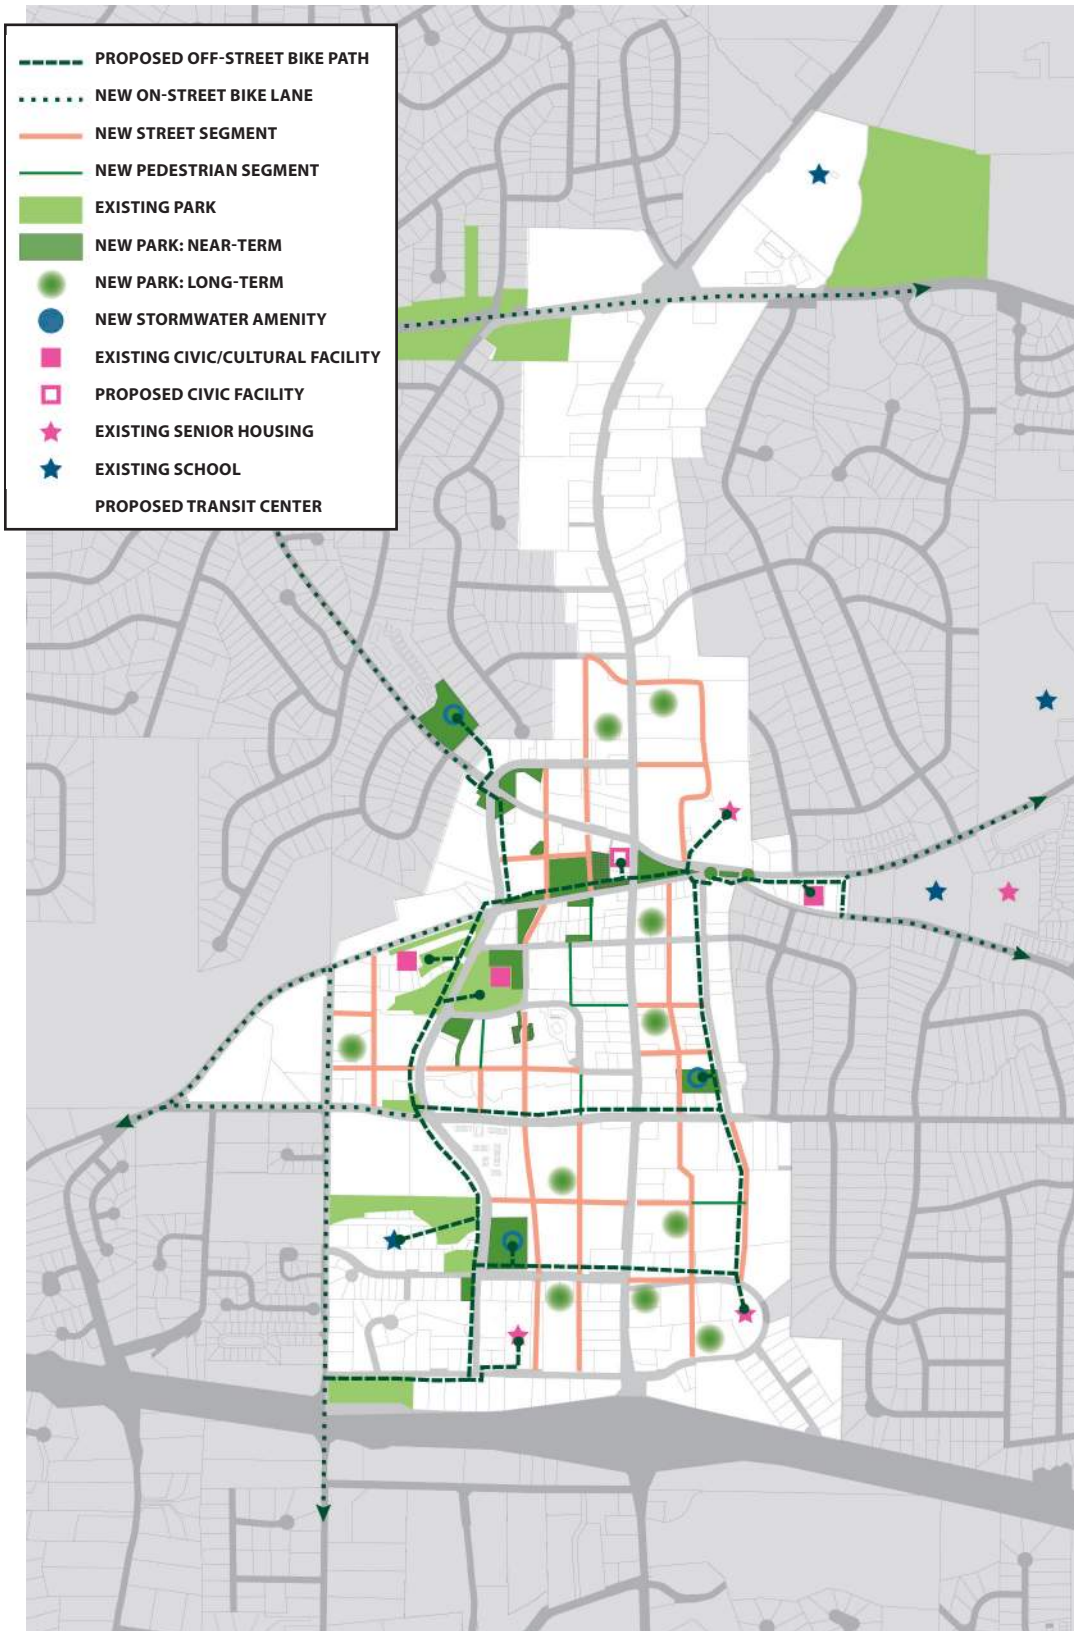 PROPOSED OFF-STREET BIKE PATH
NEW ON-STREET BIKE LANE
NEW STREET SEGMENT
NEW PEDESTRIAN SEGMENT
EXISTING PARK
NEW PARK: NEAR-TERM
NEW PARK: LONG-TERM
NEW STORMWATER AMENITY
EXISTING CIVIC/CULTURAL FACILITY
PROPOSED CIVIC FACILITY
EXISTING SENIOR HOUSING
EXISTING SCHOOL
PROPOSED TRANSIT CENTER